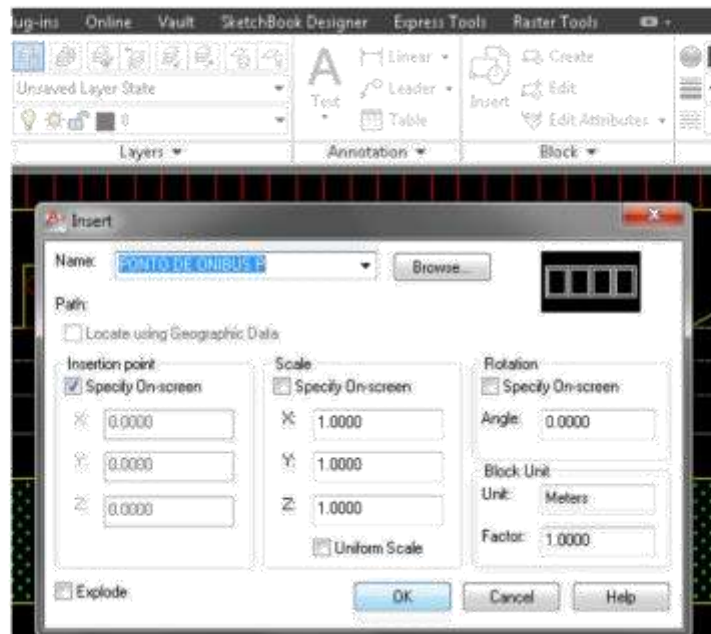 ug-ins Online Vault SketchBook Designer Express Tools Raster Tools
Linear
Create
Unsaved Layer State
Text
Leader
Insert
Edit
0
Table
Edit Attributes
Layers
Annotation
Block
Insert
Name:
PONTO DE ONIBUS P
Browse...
Path:
Locate using Geographic Data
Insertion point
Scale
Rotation
Specify On-screen
Specify On-screen
Specify On-screen
X: 0.0000
X: 1.0000
Angle: 0.0000
Y: 0.0000
Y: 1.0000
Block Unit
Unit: Meters
Z: 0.0000
Z: 1.0000
Factor: 1.0000
Uniform Scale
Explode
OK
Cancel
Help